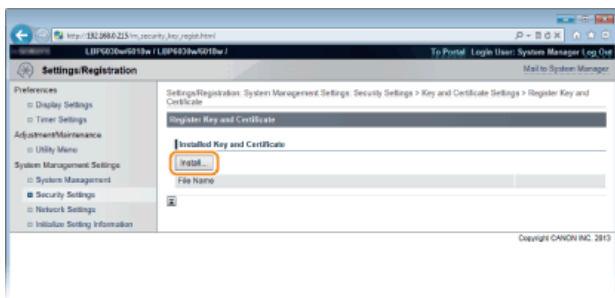 http://192.168.0.215/m_security_key_regist.html
LBP6030w/6018w / LBP6030w/6018w /
To Portal Login User: System Manager Log Out
Settings/Registration
Mail to System Manager
Preferences
Display Settings
Timer Settings
Adjustment/Maintenance
Utility Menu
System Management Settings
System Management
Security Settings
Network Settings
Initialize Setting Information
Settings/Registration: System Management Settings: Security Settings > Key and Certificate Settings > Register Key and
Certificate
Register Key and Certificate
Installed Key and Certificate
Install...
File Name
Copyright CANON INC. 2013